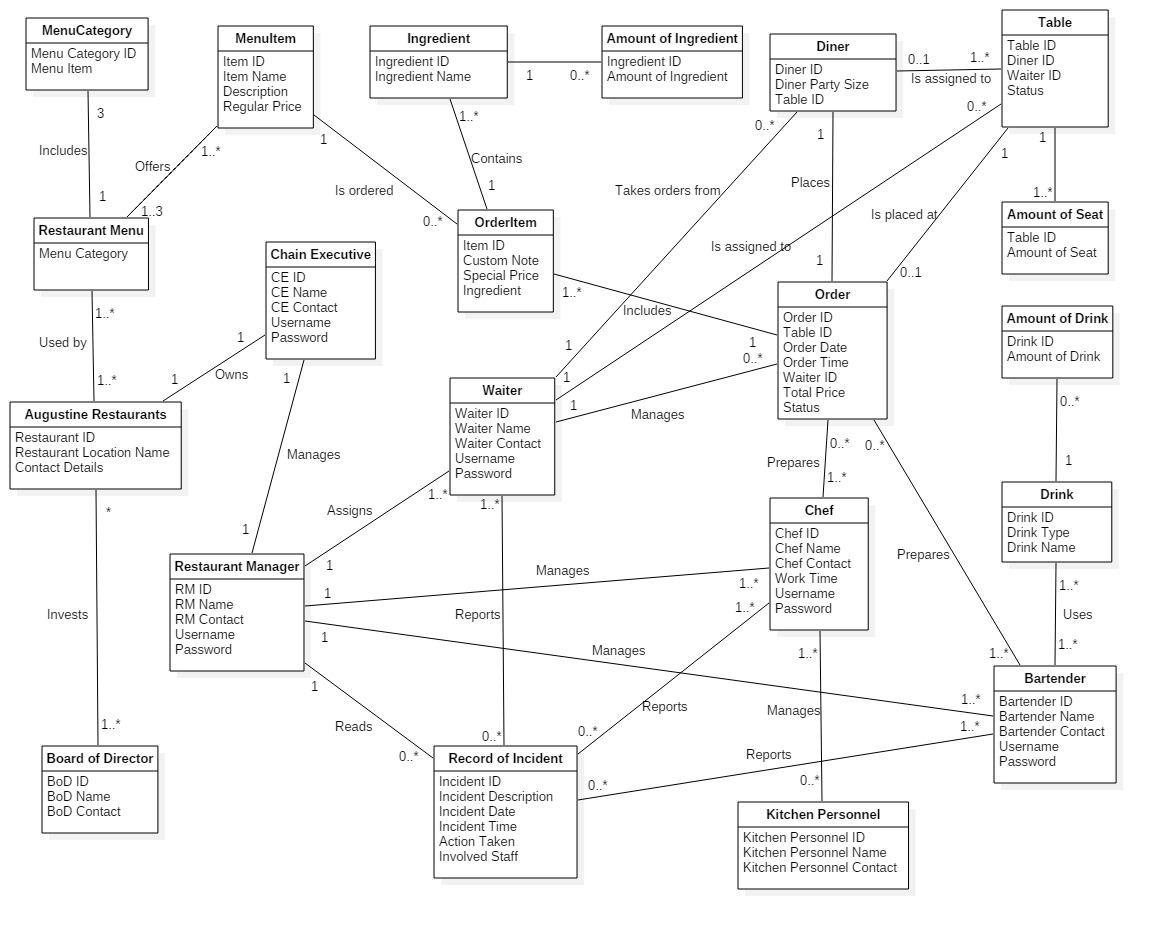 MenuCategory
Menu Category ID
Menu Item
MenuItem
Item ID
Item Name
Description
Regular Price
Ingredient
Ingredient ID
Ingredient Name
1
0..*
Amount of Ingredient
Ingredient ID
Amount of Ingredient
Diner
Diner ID
Diner Party Size
Table ID
0..1
1..*
Is assigned to
Table
Table ID
Diner ID
Waiter ID
Status
3
Includes
1
1..*
Offers
1..3
1
Is ordered
0..*
1..*
Contains
1
0..*
Takes orders from
1
1
Places
1
0..*
Is assigned to
1
1
Is placed at
0..1
1
1..*
Amount of Seat
Table ID
Amount of Seat
Restaurant Menu
Menu Category
Chain Executive
CE ID
CE Name
CE Contact
Username
Password
OrderItem
Item ID
Custom Note
Special Price
Ingredient
1..*
Includes
1
Order
Order ID
Table ID
Order Date
Order Time
Waiter ID
Total Price
Status
Amount of Drink
Drink ID
Amount of Drink
1..*
Used by
1..*
1
Owns
1
1
Manages
1
0..*
Manages
1
Waiter
Waiter ID
Waiter Name
Waiter Contact
Username
Password
Augustine Restaurants
Restaurant ID
Restaurant Location Name
Contact Details
0..*
Prepares
1..*
0..*
Prepares
1..*
0..*
1
Drink
Drink ID
Drink Type
Drink Name
Chef
Chef ID
Chef Name
Chef Contact
Work Time
Username
Password
*
Invests
1..*
1..*
Assigns
1
Restaurant Manager
RM ID
RM Name
RM Contact
Username
Password
1
Manages
1..*
1
Manages
1..*
1..*
Reports
0..*
1..*
Reports
0..*
1..*
Uses
1..*
1
Reads
0..*
1..*
Manages
0..*
1..*
Reports
0..*
Bartender
Bartender ID
Bartender Name
Bartender Contact
Username
Password
Board of Director
BoD ID
BoD Name
BoD Contact
Record of Incident
Incident ID
Incident Description
Incident Date
Incident Time
Action Taken
Involved Staff
Kitchen Personnel
Kitchen Personnel ID
Kitchen Personnel Name
Kitchen Personnel Contact